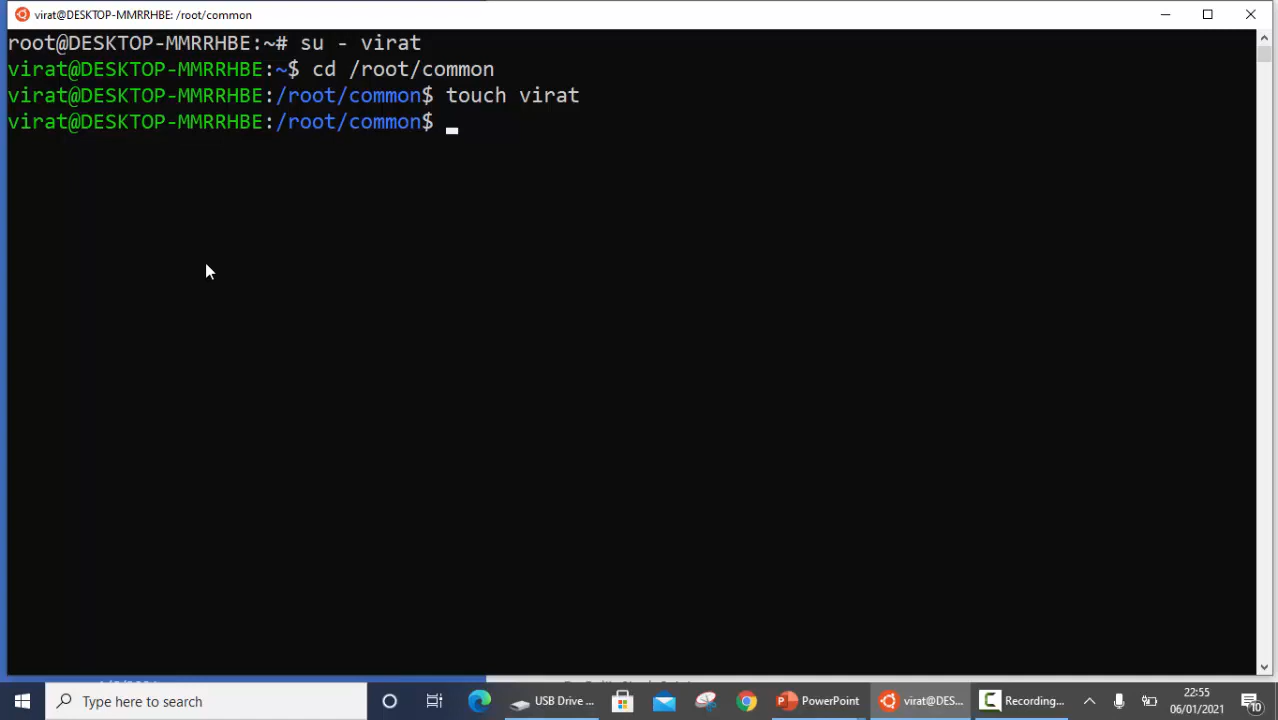 virat@DESKTOP-MMRRHBE: /root/common
root@DESKTOP-MMRRHBE:~# su - virat
virat@DESKTOP-MMRRHBE:~$ cd /root/common
virat@DESKTOP-MMRRHBE:/root/common$ touch virat
virat@DESKTOP-MMRRHBE:/root/common$
Type here to search
USB Drive ...
PowerPoint
virat@DES...
Recording...
22:55
06/01/2021
10